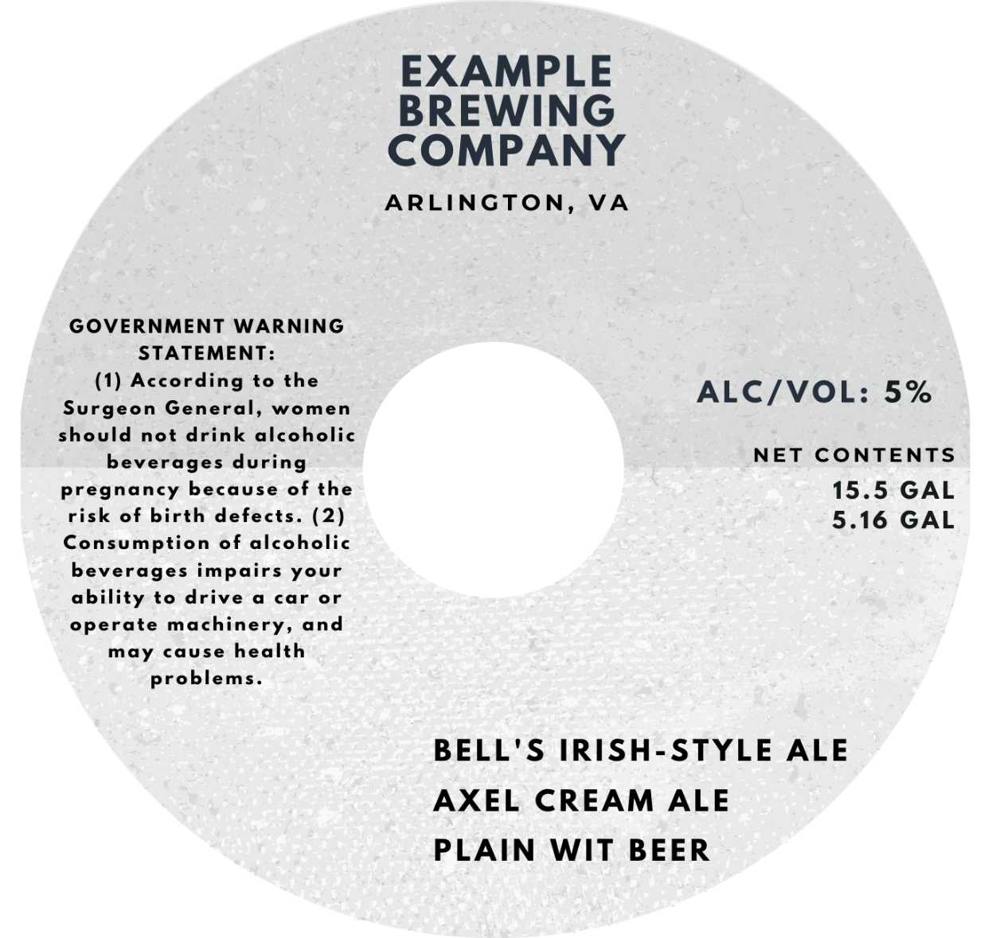 EXAMPLE
BREWING
COMPANY
ARLINGTON, VA
GOVERNMENT WARNING
STATEMENT:
(1) According to the
Surgeon General, women
should not drink alcoholic
beverages during
pregnancy because of the
risk of birth defects. (2)
Consumption of alcoholic
beverages impairs your
ability to drive a car or
operate machinery, and
may cause health
problems.
ALC/VOL: 5%
NET CONTENTS
15.5 GAL
5.16 GAL
BELL'S IRISH-STYLE ALE
AXEL CREAM ALE
PLAIN WIT BEER